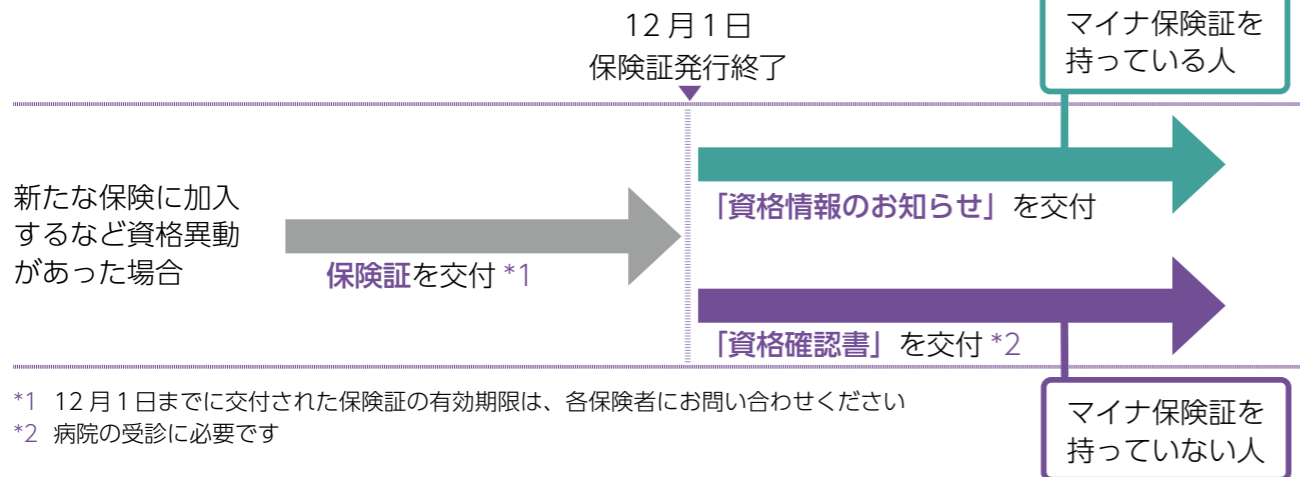 12月1日
保険証発行終了
マイナ保険証を
持っている人
新たな保険に加入
するなど資格異動
があった場合
保険証を交付 *1
「資格情報のお知らせ」を交付
「資格確認書」を交付 *2
マイナ保険証を
持っていない人
*1 12月1日までに交付された保険証の有効期限は、各保険者にお問い合わせください
*2 病院の受診に必要です